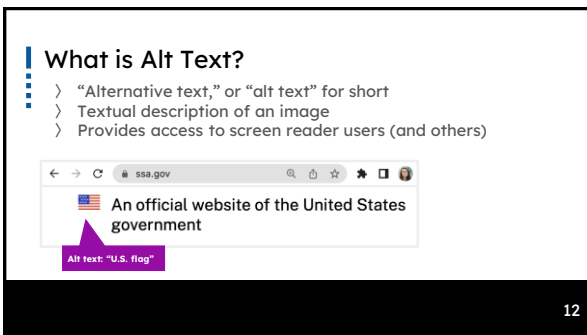 What is Alt Text?
〉 “Alternative text,” or “alt text” for short
〉 Textual description of an image
〉 Provides access to screen reader users (and others)
ssa.gov
An official website of the United States
government
Alt text: “U.S. flag”
12